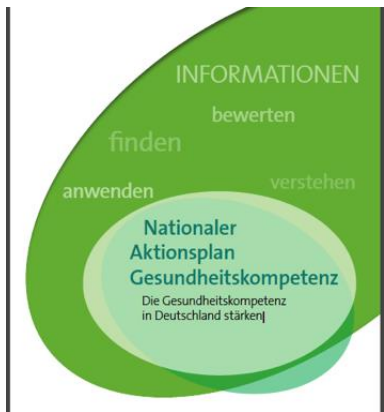 INFORMATIONEN
bewerten
finden
verstehen
anwenden
Nationaler
Aktionsplan
Gesundheitskompetenz
Die Gesundheitskompetenz
in Deutschland stärken